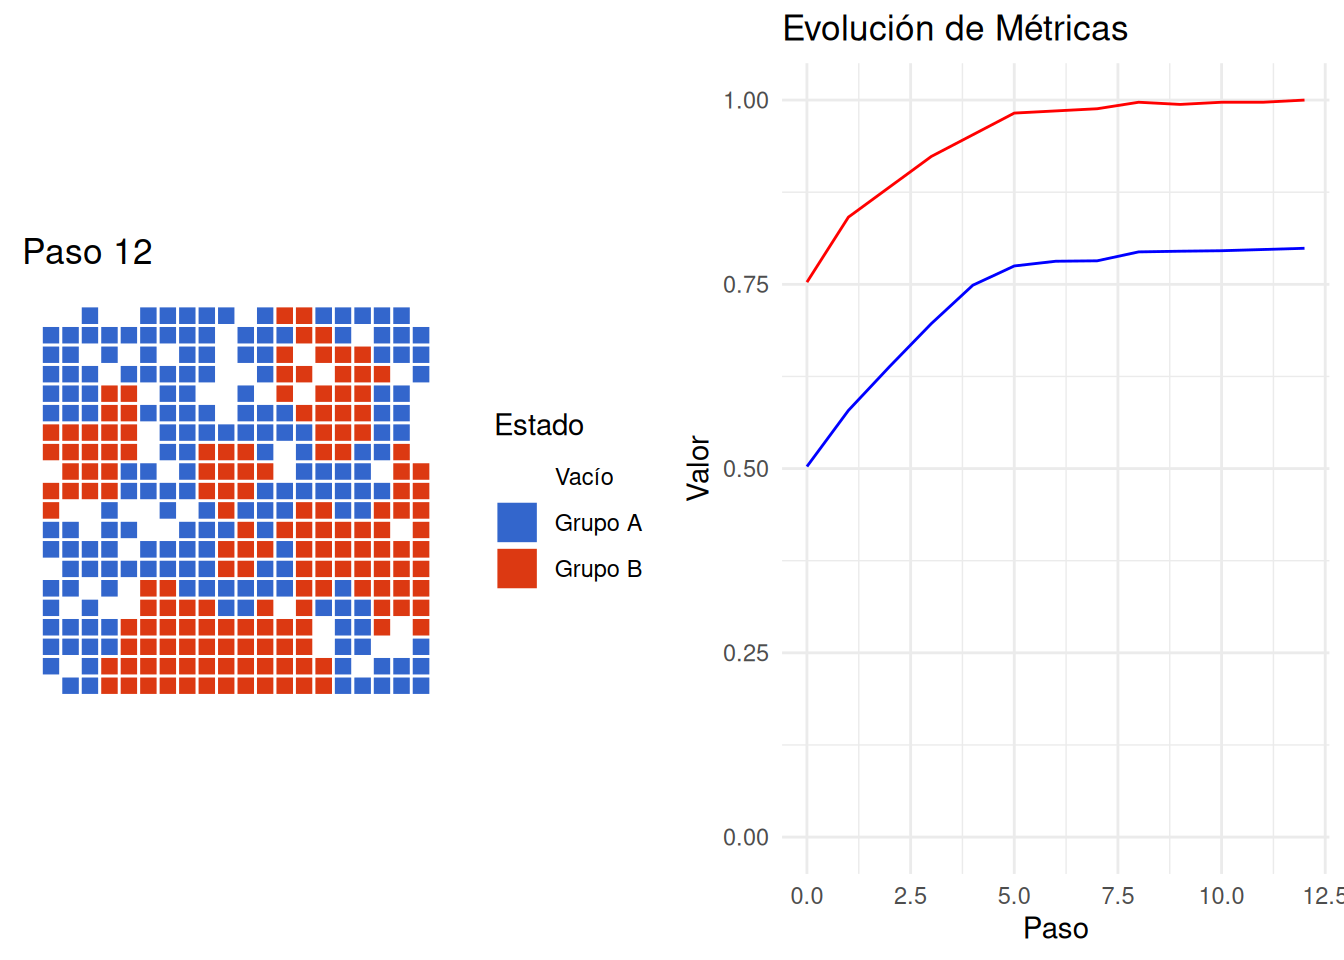 Paso 12
Estado
Vacío
Grupo A
Grupo B
Evolución de Métricas
Valor
1.00
0.75
0.50
0.25
0.00
0.0 2.5 5.0 7.5 10.0 12.5
Paso